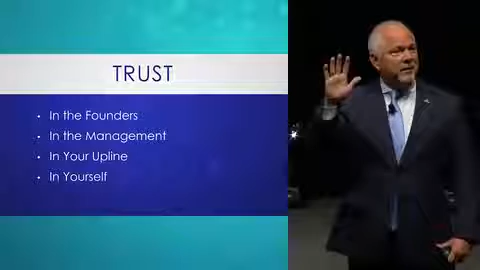 TRUST
In the Founders
In the Management
In Your Upline
In Yourself